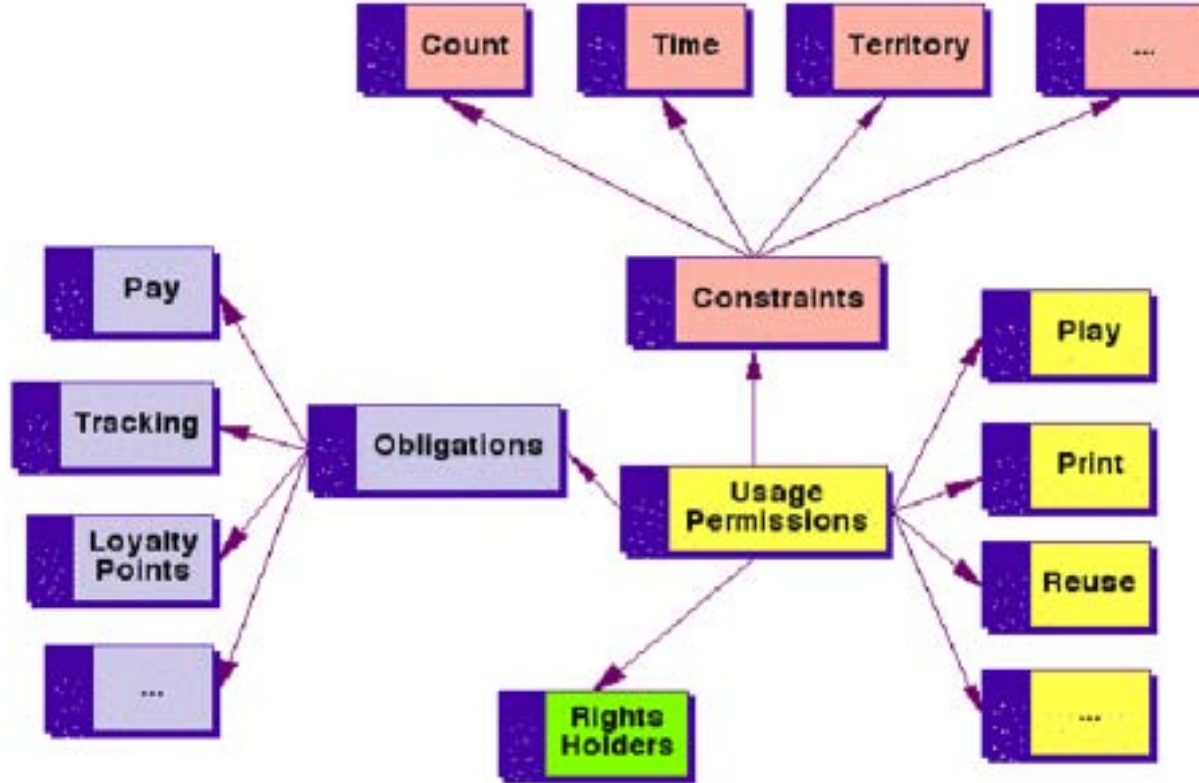 Count
Time
Territory
...
Pay
Constraints
Play
Tracking
Obligations
Print
Usage
Permissions
Loyalty
Points
Reuse
...
...
Rights
Holders